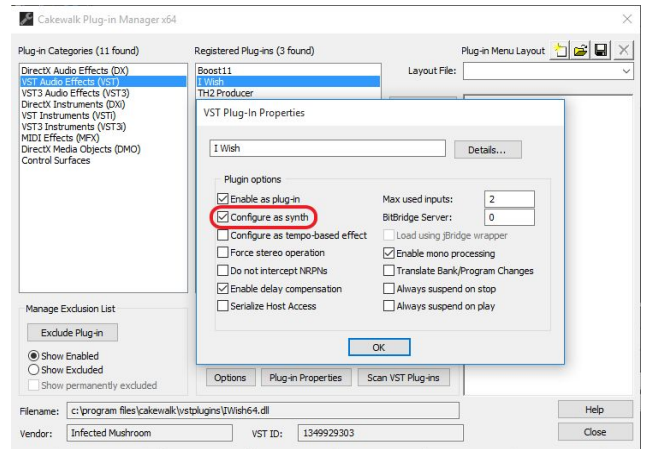 Cakewalk Plug-in Manager x64
Plug-in Categories (11 found)
Registered Plug-ins (3 found)
Plug-in Menu Layout
DirectX Audio Effects (DX)
VST Audio Effects (VST)
VST3 Audio Effects (VST3)
DirectX Instruments (DXi)
VST Instruments (VSTi)
VST3 Instruments (VST3i)
MIDI Effects (MFX)
DirectX Media Objects (DMO)
Control Surfaces
Boost11
I Wish
TH2 Producer
Layout File:
VST Plug-In Properties
I Wish
Details...
Plugin options
Enable as plug-in
Max used inputs: 2
Configure as synth
BitBridge Server: 0
Configure as tempo-based effect
Load using jBridge wrapper
Force stereo operation
Enable mono processing
Do not intercept NRPNs
Translate Bank/Program Changes
Enable delay compensation
Always suspend on stop
Serialize Host Access
Always suspend on play
OK
Manage Exclusion List
Exclude Plug-in
Show Enabled
Show Excluded
Show permanently excluded
Options
Plug-in Properties
Scan VST Plug-ins
Filename: c:\program files\cakewalk\vstplugins\IWish64.dll
Help
Vendor: Infected Mushroom
VST ID: 1349929303
Close